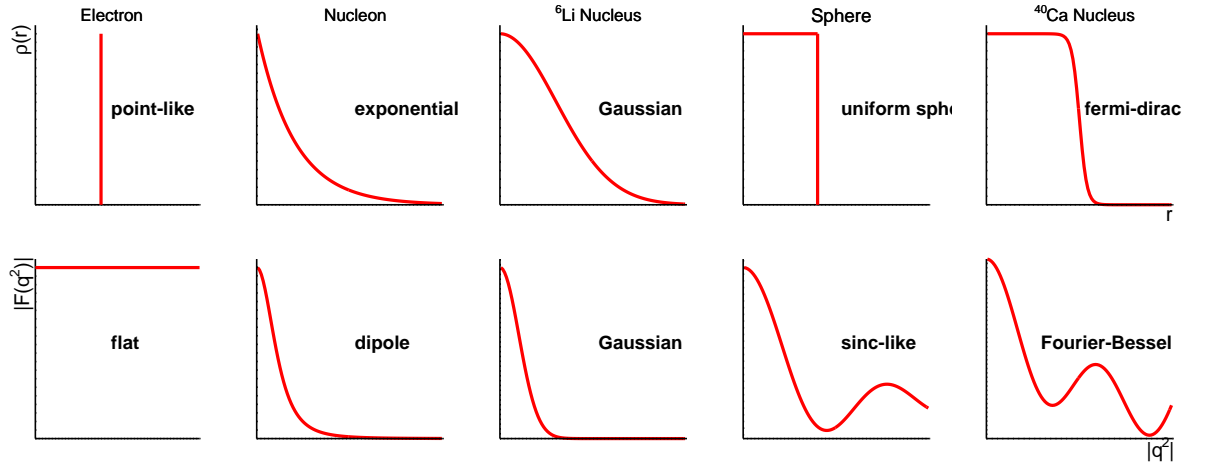 Electron
Nucleon
⁶Li Nucleus
Sphere
⁴⁰Ca Nucleus
ρ(r)
point-like
exponential
Gaussian
uniform sphe
fermi-dirac
r
|F(q²)|
flat
dipole
Gaussian
sinc-like
Fourier-Bessel
|q²|